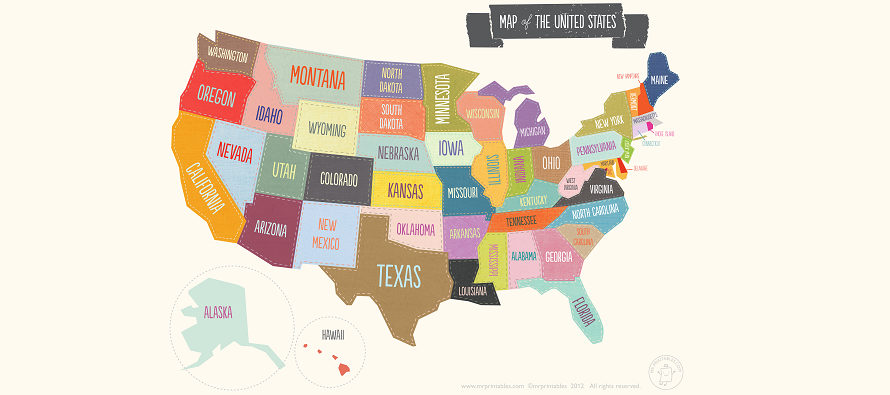 MAP of THE UNITED STATES
WASHINGTON
MONTANA
NORTH
DAKOTA
MINNESOTA
MAINE
NEW HAMPSHIRE
OREGON
IDAHO
SOUTH
DAKOTA
WISCONSIN
MICHIGAN
NEW YORK
VERMONT
MASSACHUSETTS
RHODE ISLAND
CONNECTICUT
WYOMING
NEBRASKA
IOWA
ILLINOIS
INDIANA
OHIO
PENNSYLVANIA
NEW JERSEY
NEVADA
UTAH
COLORADO
KANSAS
MISSOURI
KENTUCKY
WEST
VIRGINIA
MARYLAND
DELAWARE
VIRGINIA
CALIFORNIA
ARIZONA
NEW
MEXICO
OKLAHOMA
ARKANSAS
TENNESSEE
NORTH CAROLINA
SOUTH
CAROLINA
TEXAS
LOUISIANA
MISSISSIPPI
ALABAMA
GEORGIA
FLORIDA
ALASKA
HAWAII
www.mrprintables.com ©mrprintables 2012 All rights reserved.